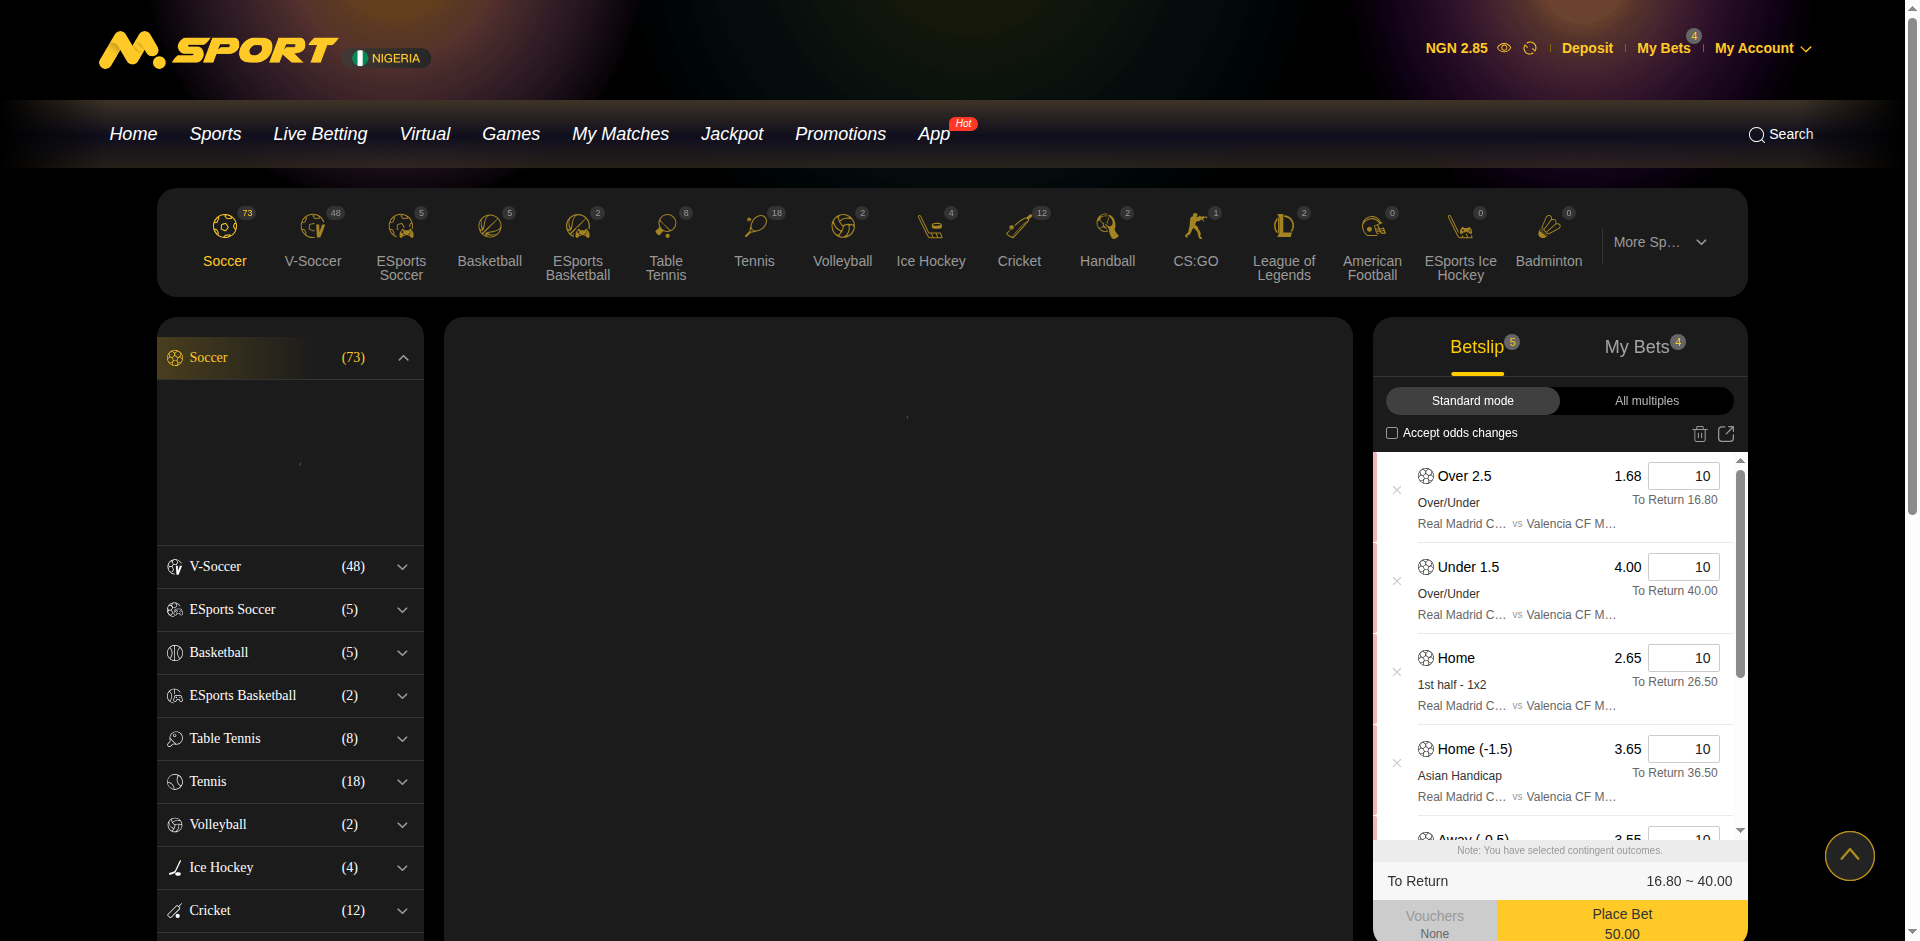 M.SPORT
NIGERIA
NGN 2.85
Deposit
My Bets
4
My Account
Home
Sports
Live Betting
Virtual
Games
My Matches
Jackpot
Promotions
App
Hot
Search
73
Soccer
48
V-Soccer
5
ESports
Soccer
5
Basketball
2
ESports
Basketball
8
Table
Tennis
18
Tennis
2
Volleyball
4
Ice Hockey
12
Cricket
2
Handball
1
CS:GO
2
League of
Legends
0
American
Football
0
ESports Ice
Hockey
0
Badminton
More Sp...
Soccer (73)
V-Soccer (48)
ESports Soccer (5)
Basketball (5)
ESports Basketball (2)
Table Tennis (8)
Tennis (18)
Volleyball (2)
Ice Hockey (4)
Cricket (12)
Betslip 5
My Bets 4
Standard mode
All multiples
Accept odds changes
Over 2.5 1.68 10
Over/Under To Return 16.80
Real Madrid C... vs Valencia CF M...
Under 1.5 4.00 10
Over/Under To Return 40.00
Real Madrid C... vs Valencia CF M...
Home 2.65 10
1st half - 1x2 To Return 26.50
Real Madrid C... vs Valencia CF M...
Home (-1.5) 3.65 10
Asian Handicap To Return 36.50
Real Madrid C... vs Valencia CF M...
Away (-0.5) 3.55 10
Note: You have selected contingent outcomes.
To Return 16.80 ~ 40.00
Vouchers
None
Place Bet
50.00